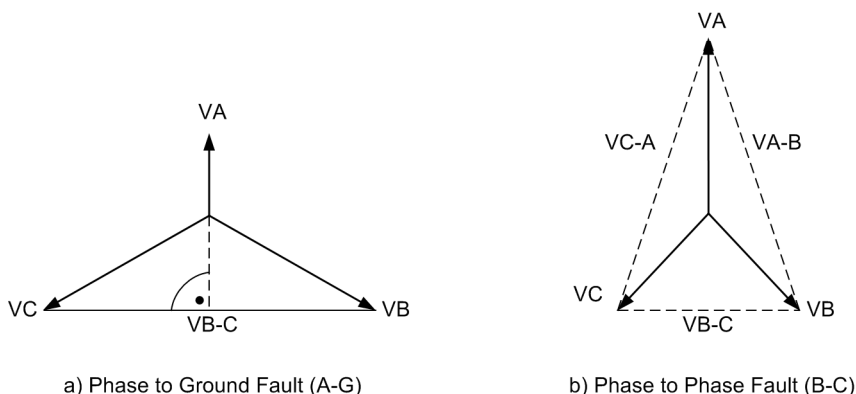 VA
VC
VB
VB-C
a) Phase to Ground Fault (A-G)
VA
VC-A
VA-B
VC
VB
VB-C
b) Phase to Phase Fault (B-C)